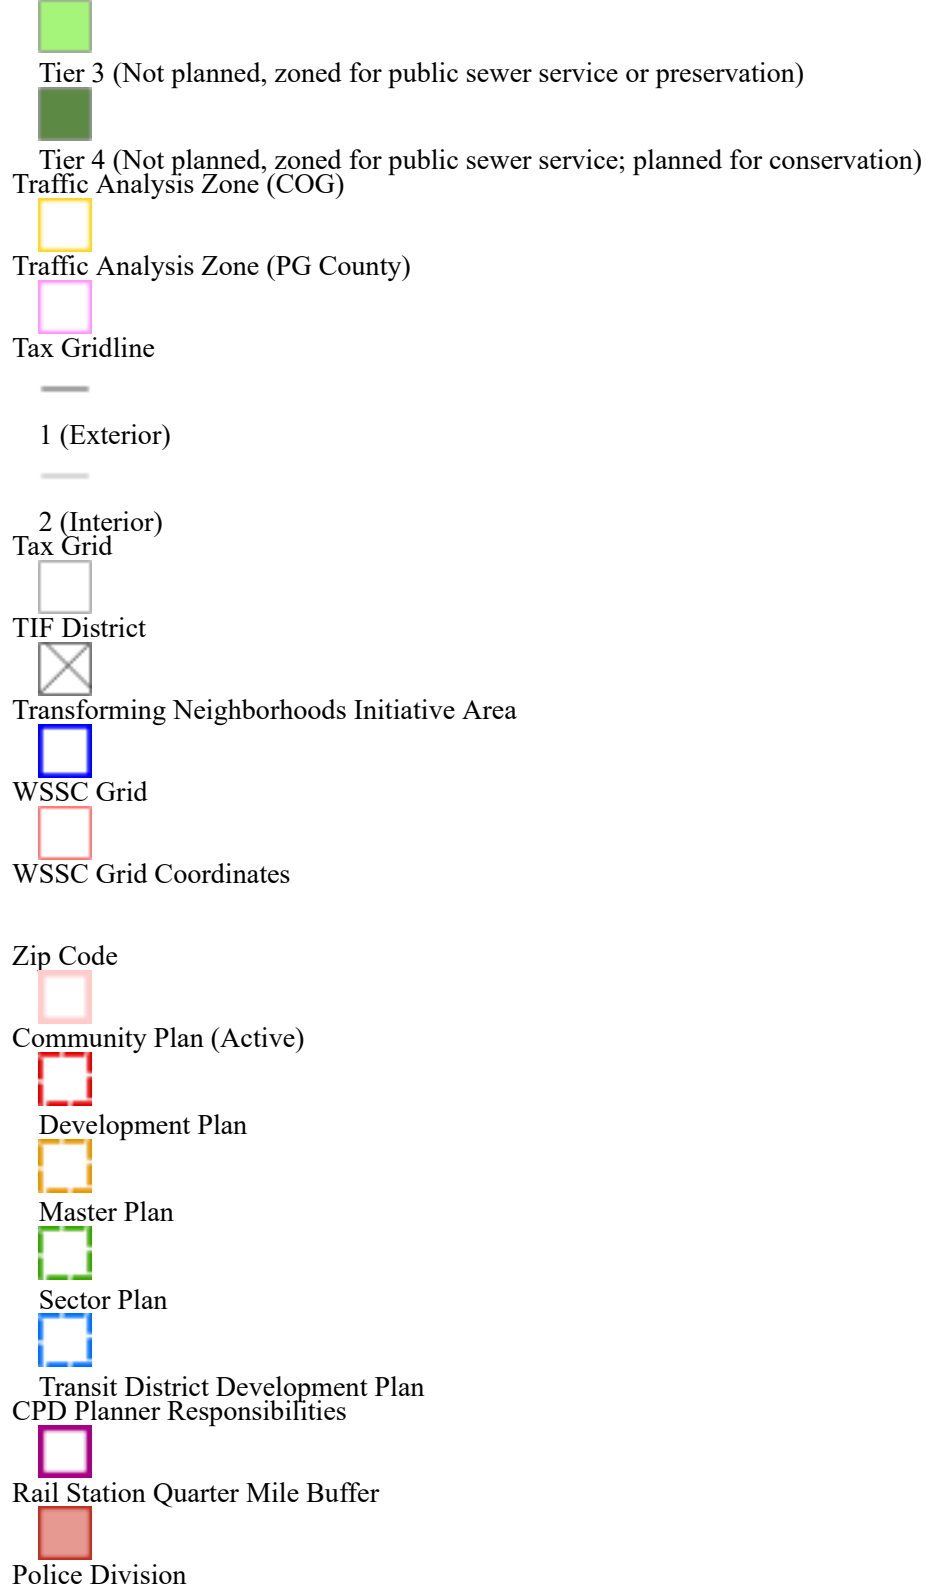 Tier 3 (Not planned, zoned for public sewer service or preservation)
Tier 4 (Not planned, zoned for public sewer service; planned for conservation)
Traffic Analysis Zone (COG)
Traffic Analysis Zone (PG County)
Tax Gridline
1 (Exterior)
2 (Interior)
Tax Grid
TIF District
Transforming Neighborhoods Initiative Area
WSSC Grid
WSSC Grid Coordinates
Zip Code
Community Plan (Active)
Development Plan
Master Plan
Sector Plan
Transit District Development Plan
CPD Planner Responsibilities
Rail Station Quarter Mile Buffer
Police Division